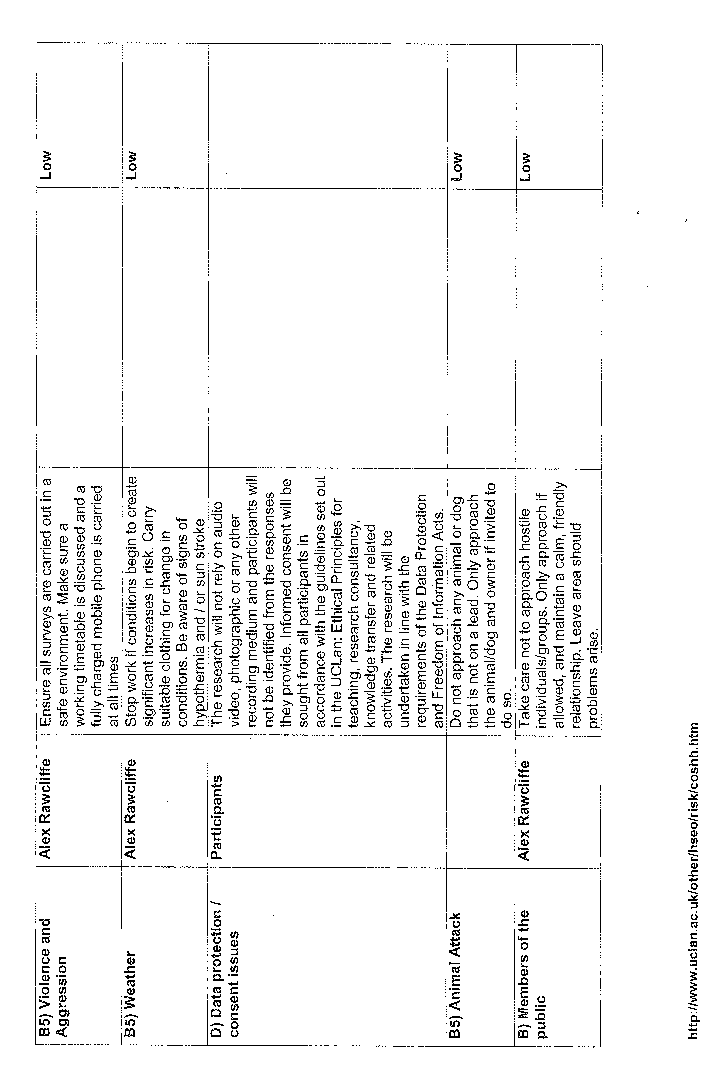 B5) Violence and
Aggression
Alex Rawcliffe
Ensure all surveys are carried out in a
safe environment. Make sure a
working timetable is discussed and a
fully charged mobile phone is carried
at all times
Low
B5) Weather
Alex Rawcliffe
Stop work if conditions begin to create
significant increases in risk. Carry
suitable clothing for change in
conditions. Be aware of signs of
hypothermia and / or sun stroke
Low
D) Data protection /
consent issues
Participants
The research will not rely on audio
video, photographic or any other
recording medium and participants will
not be identified from the responses
they provide. Informed consent will be
sought from all participants in
accordance with the guidelines set out
in the UCLan: Ethical Principles for
teaching, research consultancy,
knowledge transfer and related
activities. The research will be
undertaken in line with the
requirements of the Data Protection
and Freedom of Information Acts.
B5) Animal Attack
Do not approach any animal or dog
that is not on a lead. Only approach
the animal/dog and owner if invited to
do so.
Low
B) Members of the
public
Alex Rawcliffe
Take care not to approach hostile
individuals/groups. Only approach if
allowed, and maintain a calm, friendly
relationship. Leave area should
problems arise.
Low
http://www.uclan.ac.uk/other/hseo/risk/coshh.htm